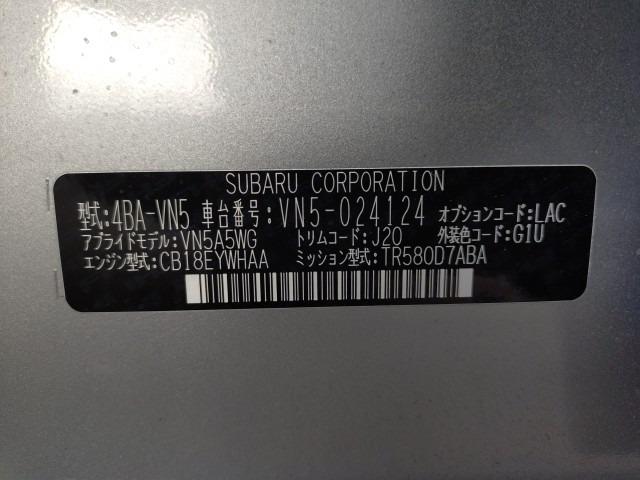 SUBARU CORPORATION
型式:4BA-VN5 車台番号:VN5-024124 オプションコード:LAC
アプライドモデル:VN5A5WG トリムコード:J20 外装色コード:G1U
エンジン型式:CB18EYWHAA ミッション型式:TR580D7ABA